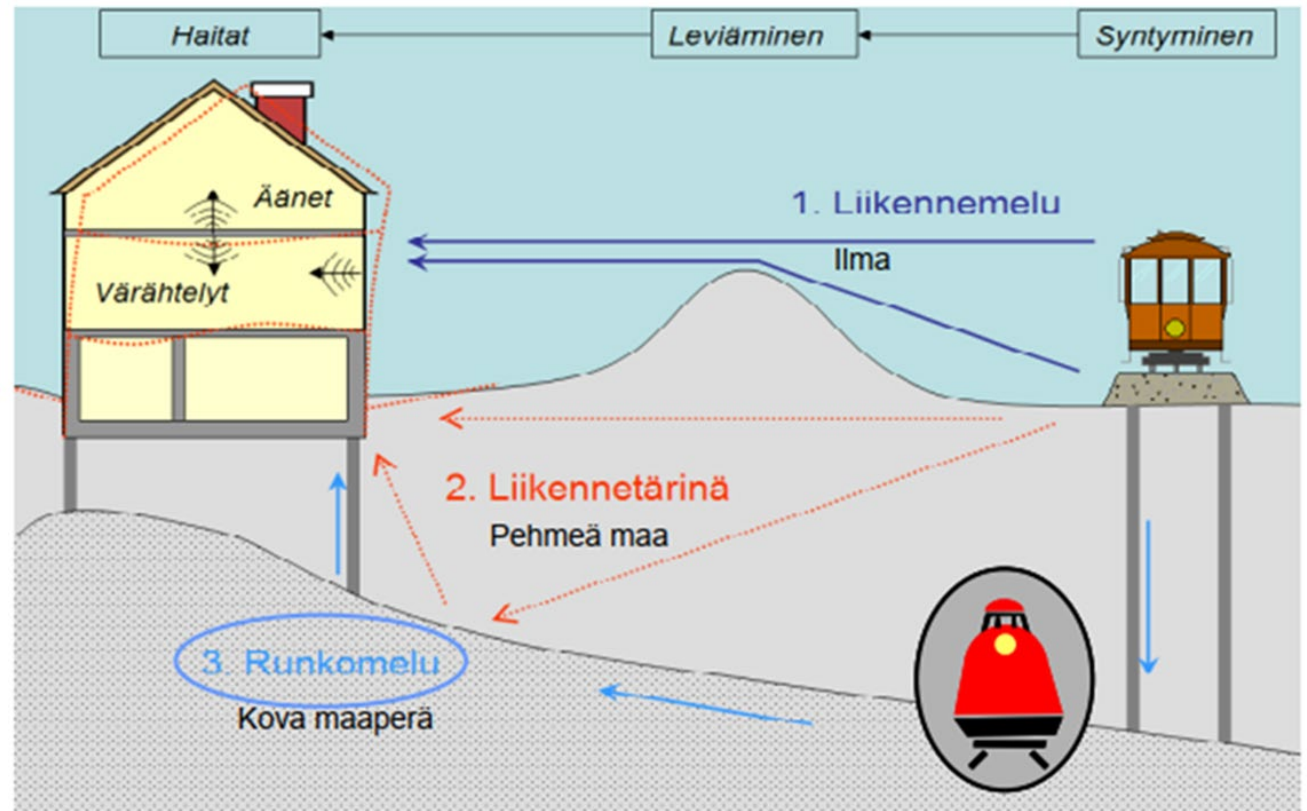 Haitat
Leviäminen
Syntyminen
Äänet
Värähtelyt
1. Liikennemelu
Ilma
2. Liikennetärinä
Pehmeä maa
3. Runkomelu
Kova maaperä